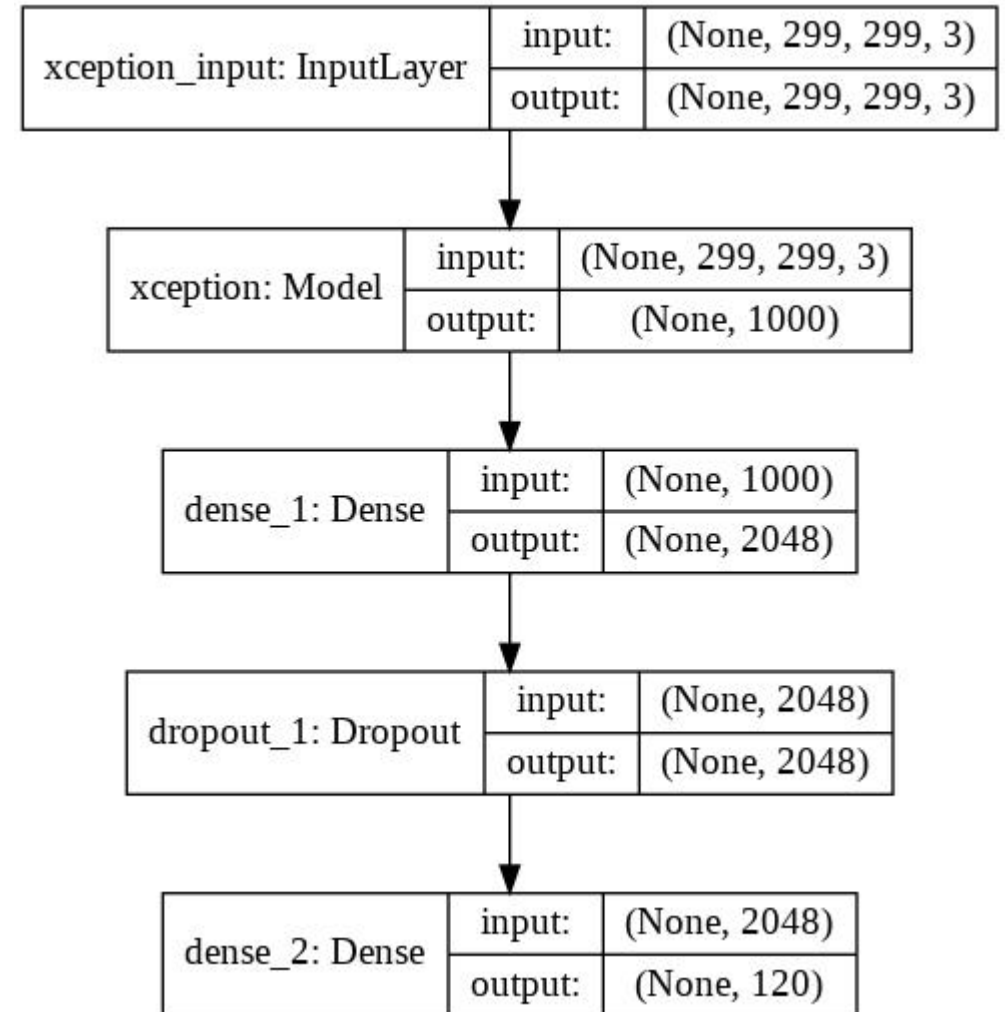 xception_input: InputLayer
input: (None, 299, 299, 3)
output: (None, 299, 299, 3)
xception: Model
input: (None, 299, 299, 3)
output: (None, 1000)
dense_1: Dense
input: (None, 1000)
output: (None, 2048)
dropout_1: Dropout
input: (None, 2048)
output: (None, 2048)
dense_2: Dense
input: (None, 2048)
output: (None, 120)